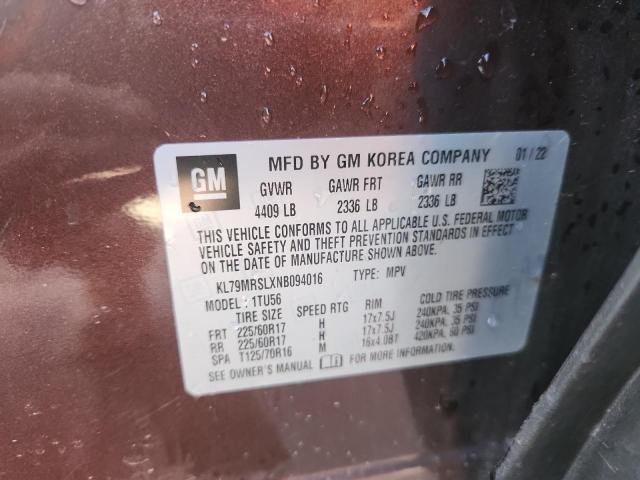 GM
MFD BY GM KOREA COMPANY 01/22
GVWR GAWR FRT GAWR RR
4409 LB 2336 LB 2336 LB
THIS VEHICLE CONFORMS TO ALL APPLICABLE U.S. FEDERAL MOTOR
VEHICLE SAFETY AND THEFT PREVENTION STANDARDS IN EFFECT
ON THE DATE OF MANUFACTURE SHOWN ABOVE.
KL79MRSLXNB094016 TYPE: MPV
1TU56
TIRE SIZE SPEED RTG RIM COLD TIRE PRESSURE
FRT 225/60R17 H 17x7.5J 240KPA, 35 PSI
RR 225/60R17 H 17x7.5J 240KPA, 35 PSI
SPA T125/70R16 M 16x4.0BT 420KPA, 60 PSI
SEE OWNER'S MANUAL FOR MORE INFORMATION.